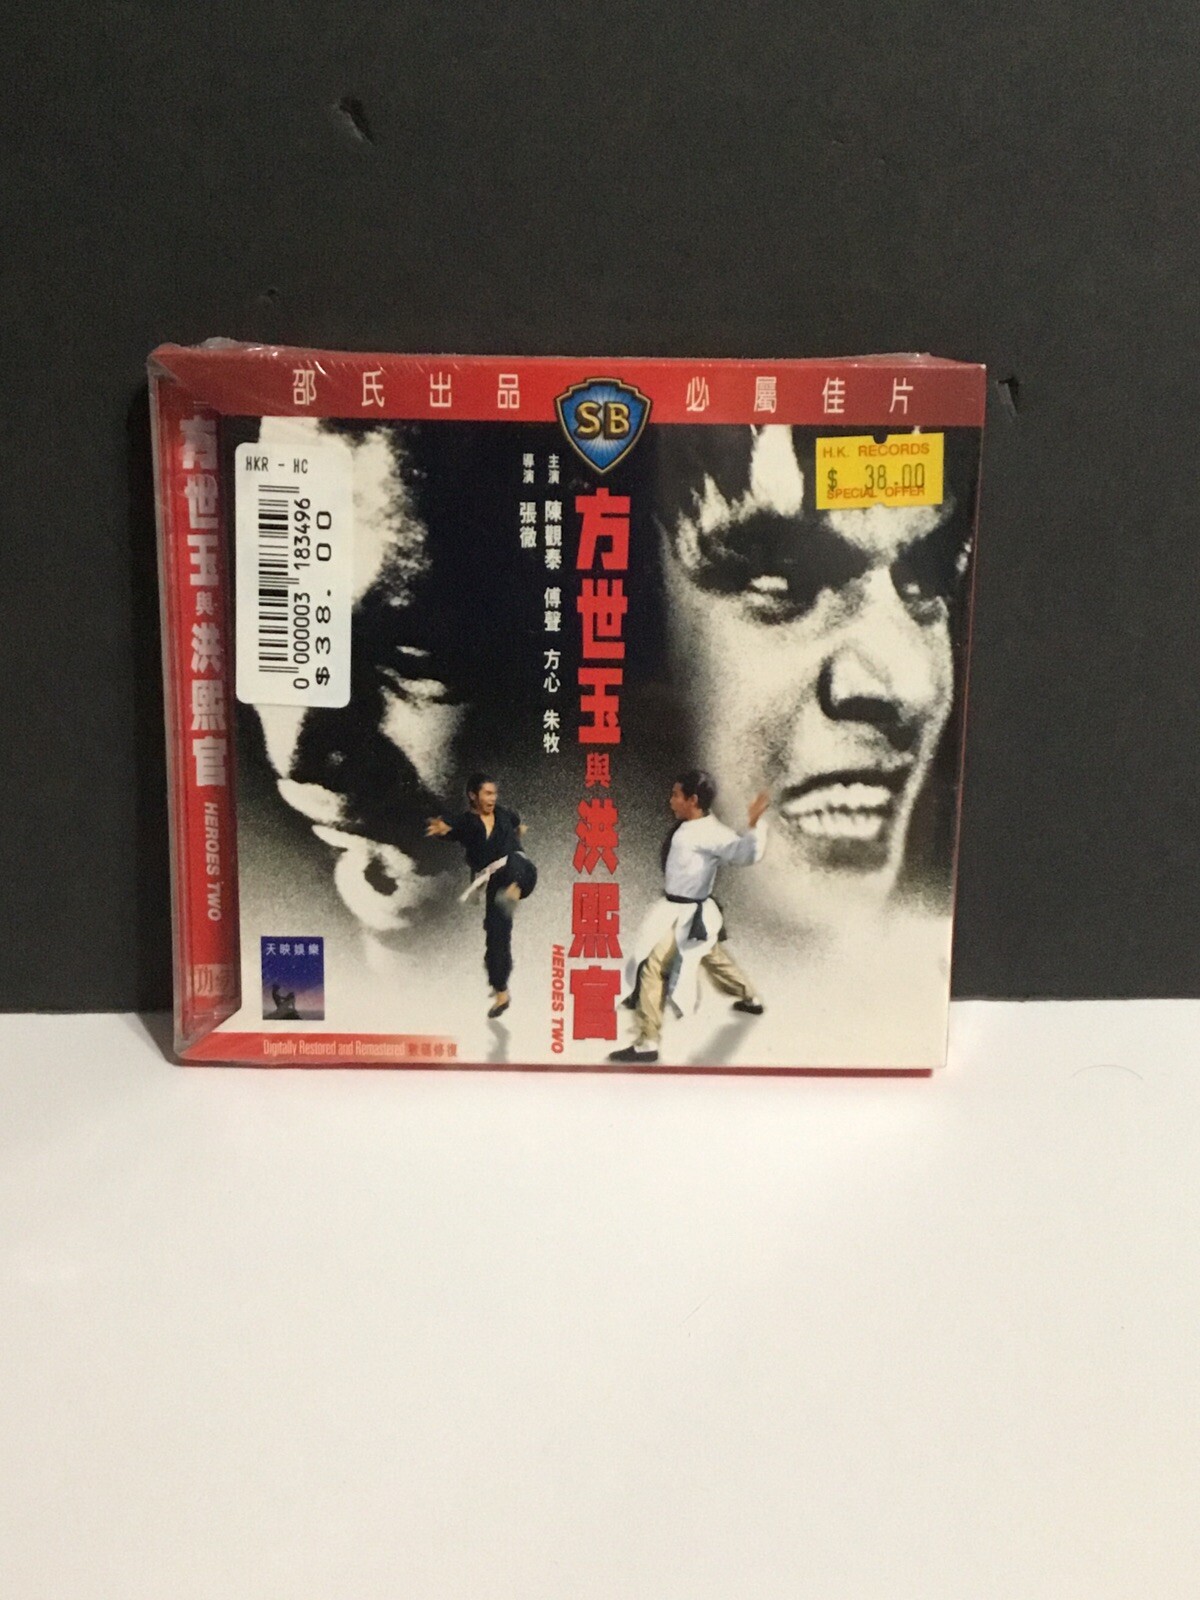 邵氏出品
SB
必屬佳片
方世玉與洪熙官
HEROES TWO
HKR - HC
0 000003 183496
$38.00
H.K. RECORDS
$ 38.00
SPECIAL OFFER
導演 張徹
主演 陳觀泰 傅聲 方心 朱牧
方世玉與洪熙官
HEROES TWO
天映娛樂
Digitally Restored and Remastered 數碼修復